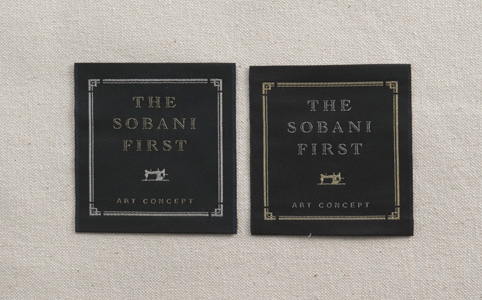 THE
SOBANI
FIRST
ART CONCEPT
THE
SOBANI
FIRST
ART CONCEPT